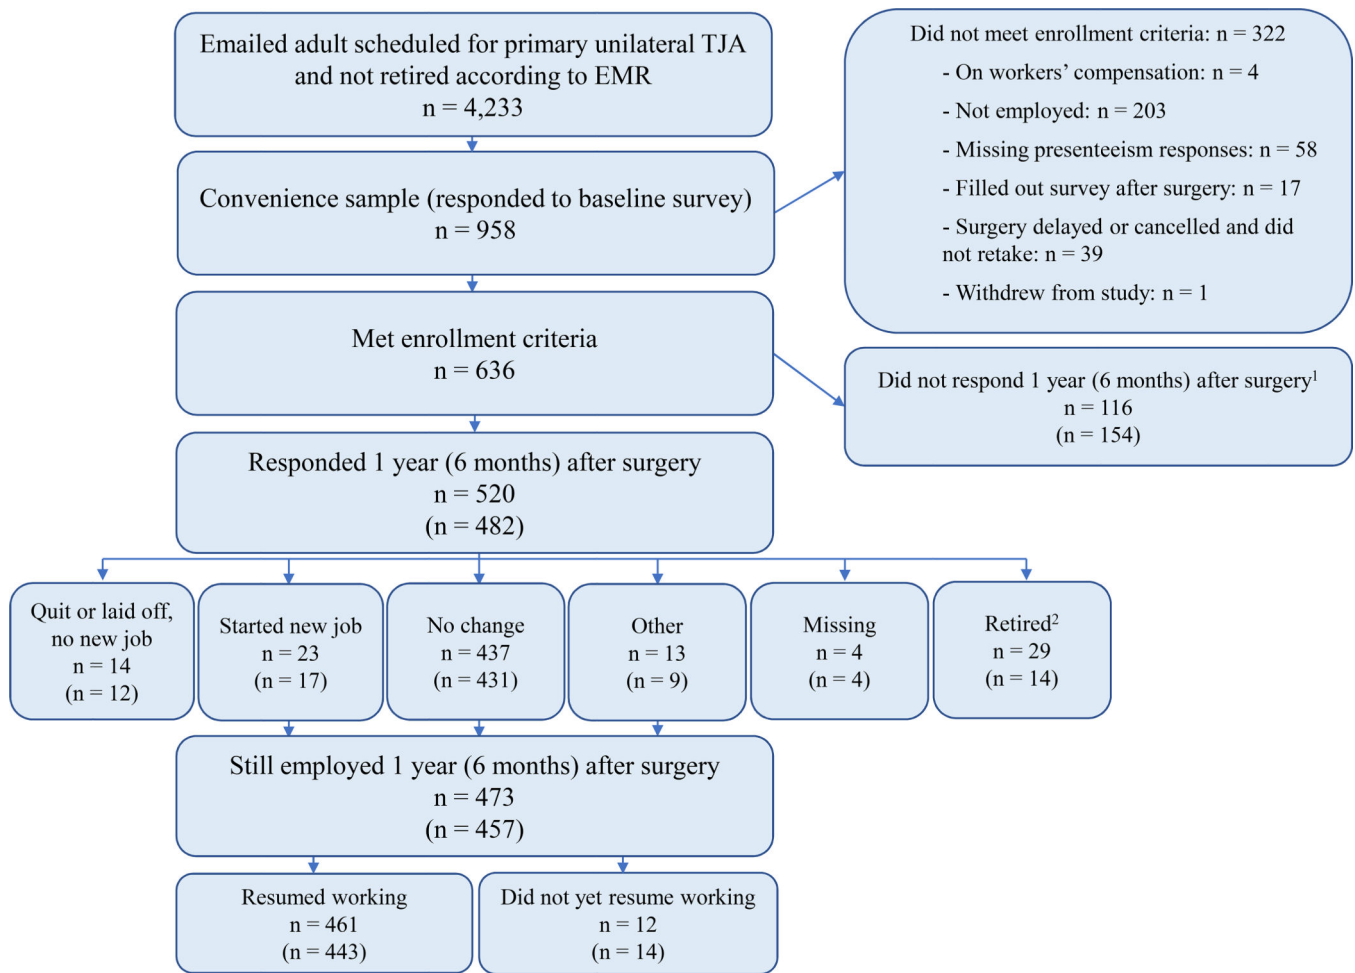 Emailed adult scheduled for primary unilateral TJA
and not retired according to EMR
n = 4,233
Convenience sample (responded to baseline survey)
n = 958
Did not meet enrollment criteria: n = 322
- On workers’ compensation: n = 4
- Not employed: n = 203
- Missing presenteeism responses: n = 58
- Filled out survey after surgery: n = 17
- Surgery delayed or cancelled and did
not retake: n = 39
- Withdrew from study: n = 1
Met enrollment criteria
n = 636
Did not respond 1 year (6 months) after surgery¹
n = 116
(n = 154)
Responded 1 year (6 months) after surgery
n = 520
(n = 482)
Quit or laid off,
no new job
n = 14
(n = 12)
Started new job
n = 23
(n = 17)
No change
n = 437
(n = 431)
Other
n = 13
(n = 9)
Missing
n = 4
(n = 4)
Retired²
n = 29
(n = 14)
Still employed 1 year (6 months) after surgery
n = 473
(n = 457)
Resumed working
n = 461
(n = 443)
Did not yet resume working
n = 12
(n = 14)